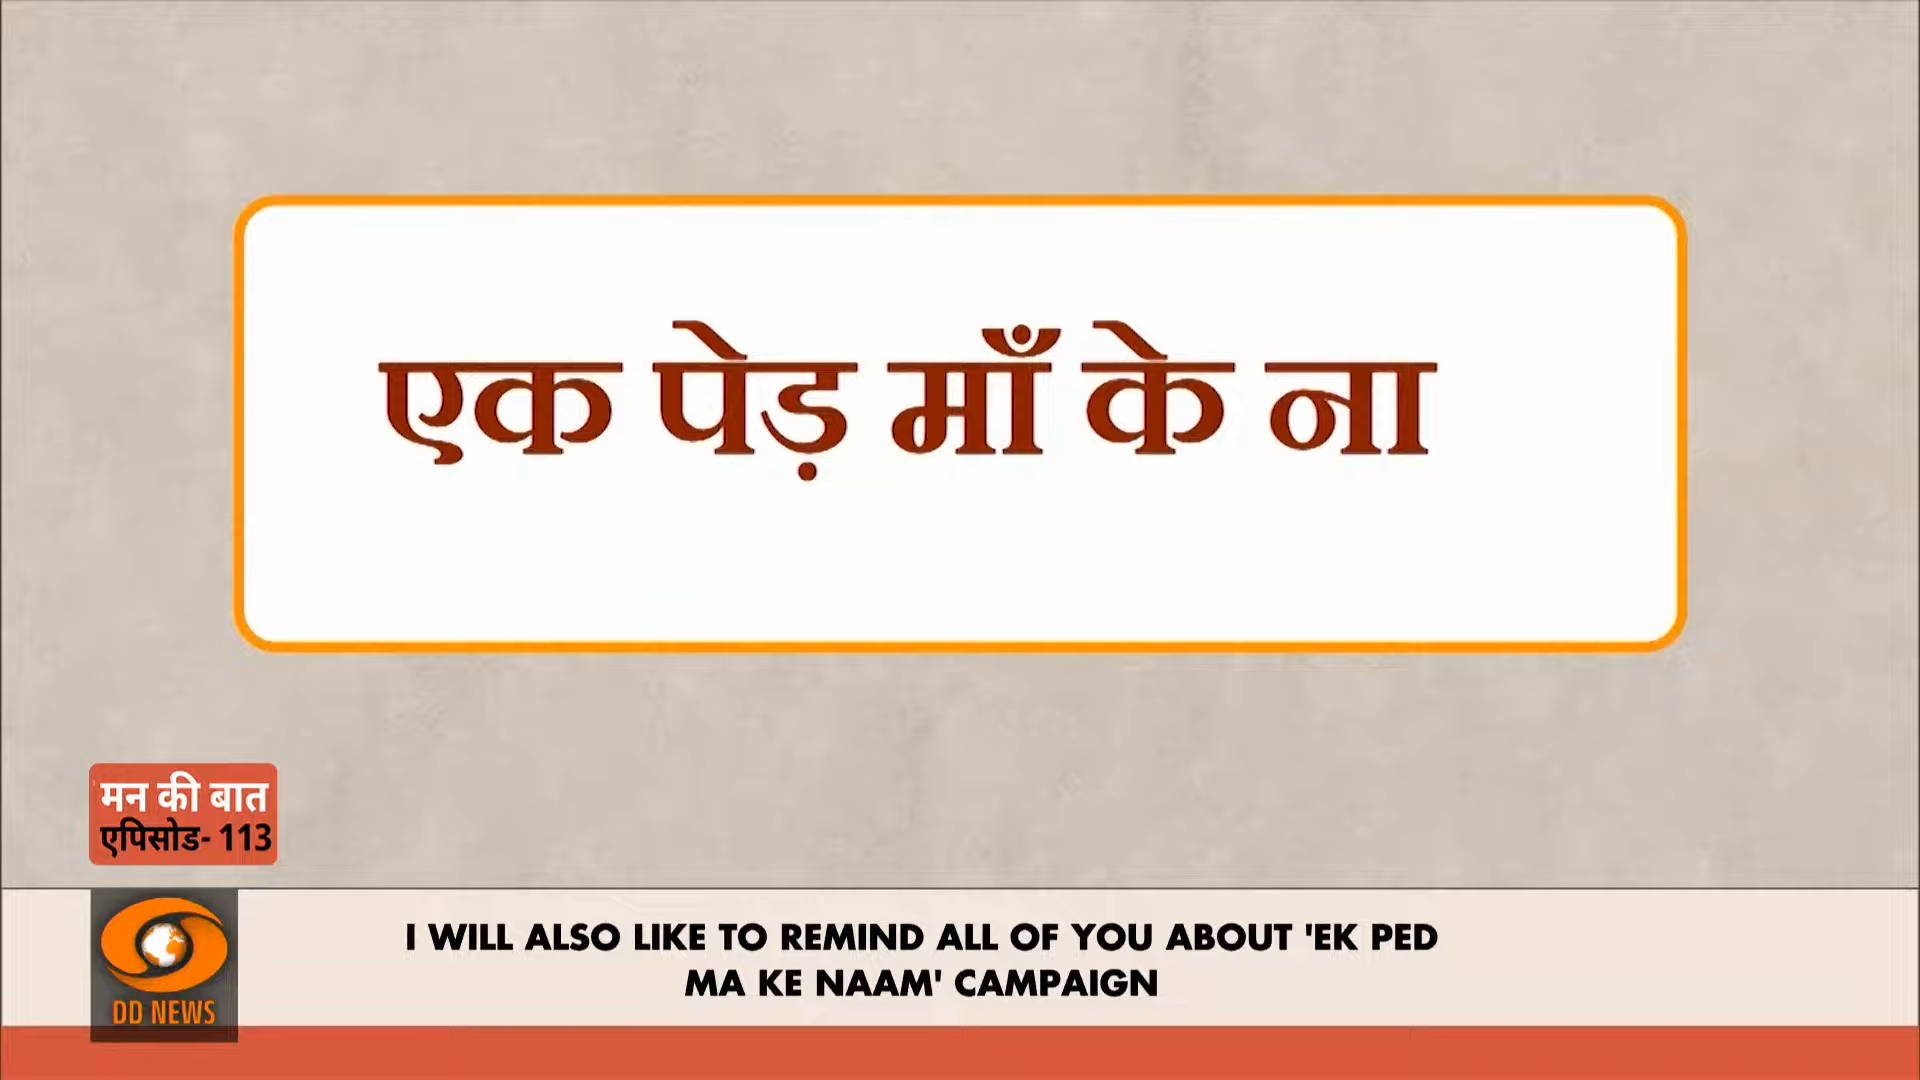 एक पेड़ माँ के ना
मन की बात
एपिसोड- 113
I WILL ALSO LIKE TO REMIND ALL OF YOU ABOUT 'EK PED
MA KE NAAM' CAMPAIGN
DD NEWS